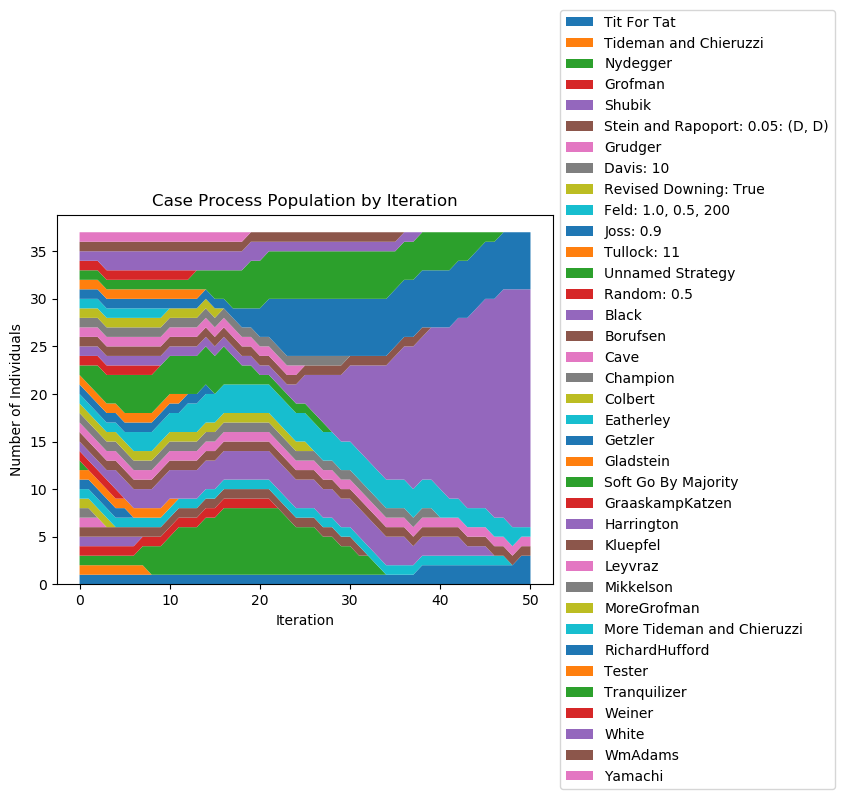 Case Process Population by Iteration
Number of Individuals
35
30
25
20
15
10
5
0
0 10 20 30 40 50
Iteration
Tit For Tat
Tideman and Chieruzzi
Nydegger
Grofman
Shubik
Stein and Rapoport: 0.05: (D, D)
Grudger
Davis: 10
Revised Downing: True
Feld: 1.0, 0.5, 200
Joss: 0.9
Tullock: 11
Unnamed Strategy
Random: 0.5
Black
Borufsen
Cave
Champion
Colbert
Eatherley
Getzler
Gladstein
Soft Go By Majority
GraaskampKatzen
Harrington
Kluepfel
Leyvraz
Mikkelson
MoreGrofman
More Tideman and Chieruzzi
RichardHufford
Tester
Tranquilizer
Weiner
White
WmAdams
Yamachi